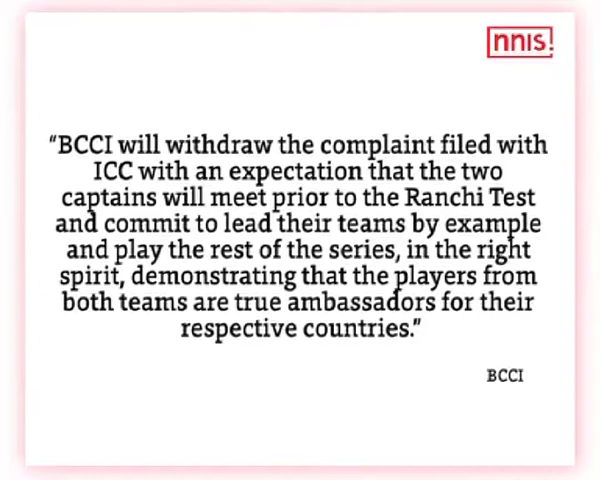 nnis!
“BCCI will withdraw the complaint filed with
ICC with an expectation that the two
captains will meet prior to the Ranchi Test
and commit to lead their teams by example
and play the rest of the series, in the right
spirit, demonstrating that the players from
both teams are true ambassadors for their
respective countries.”
BCCI